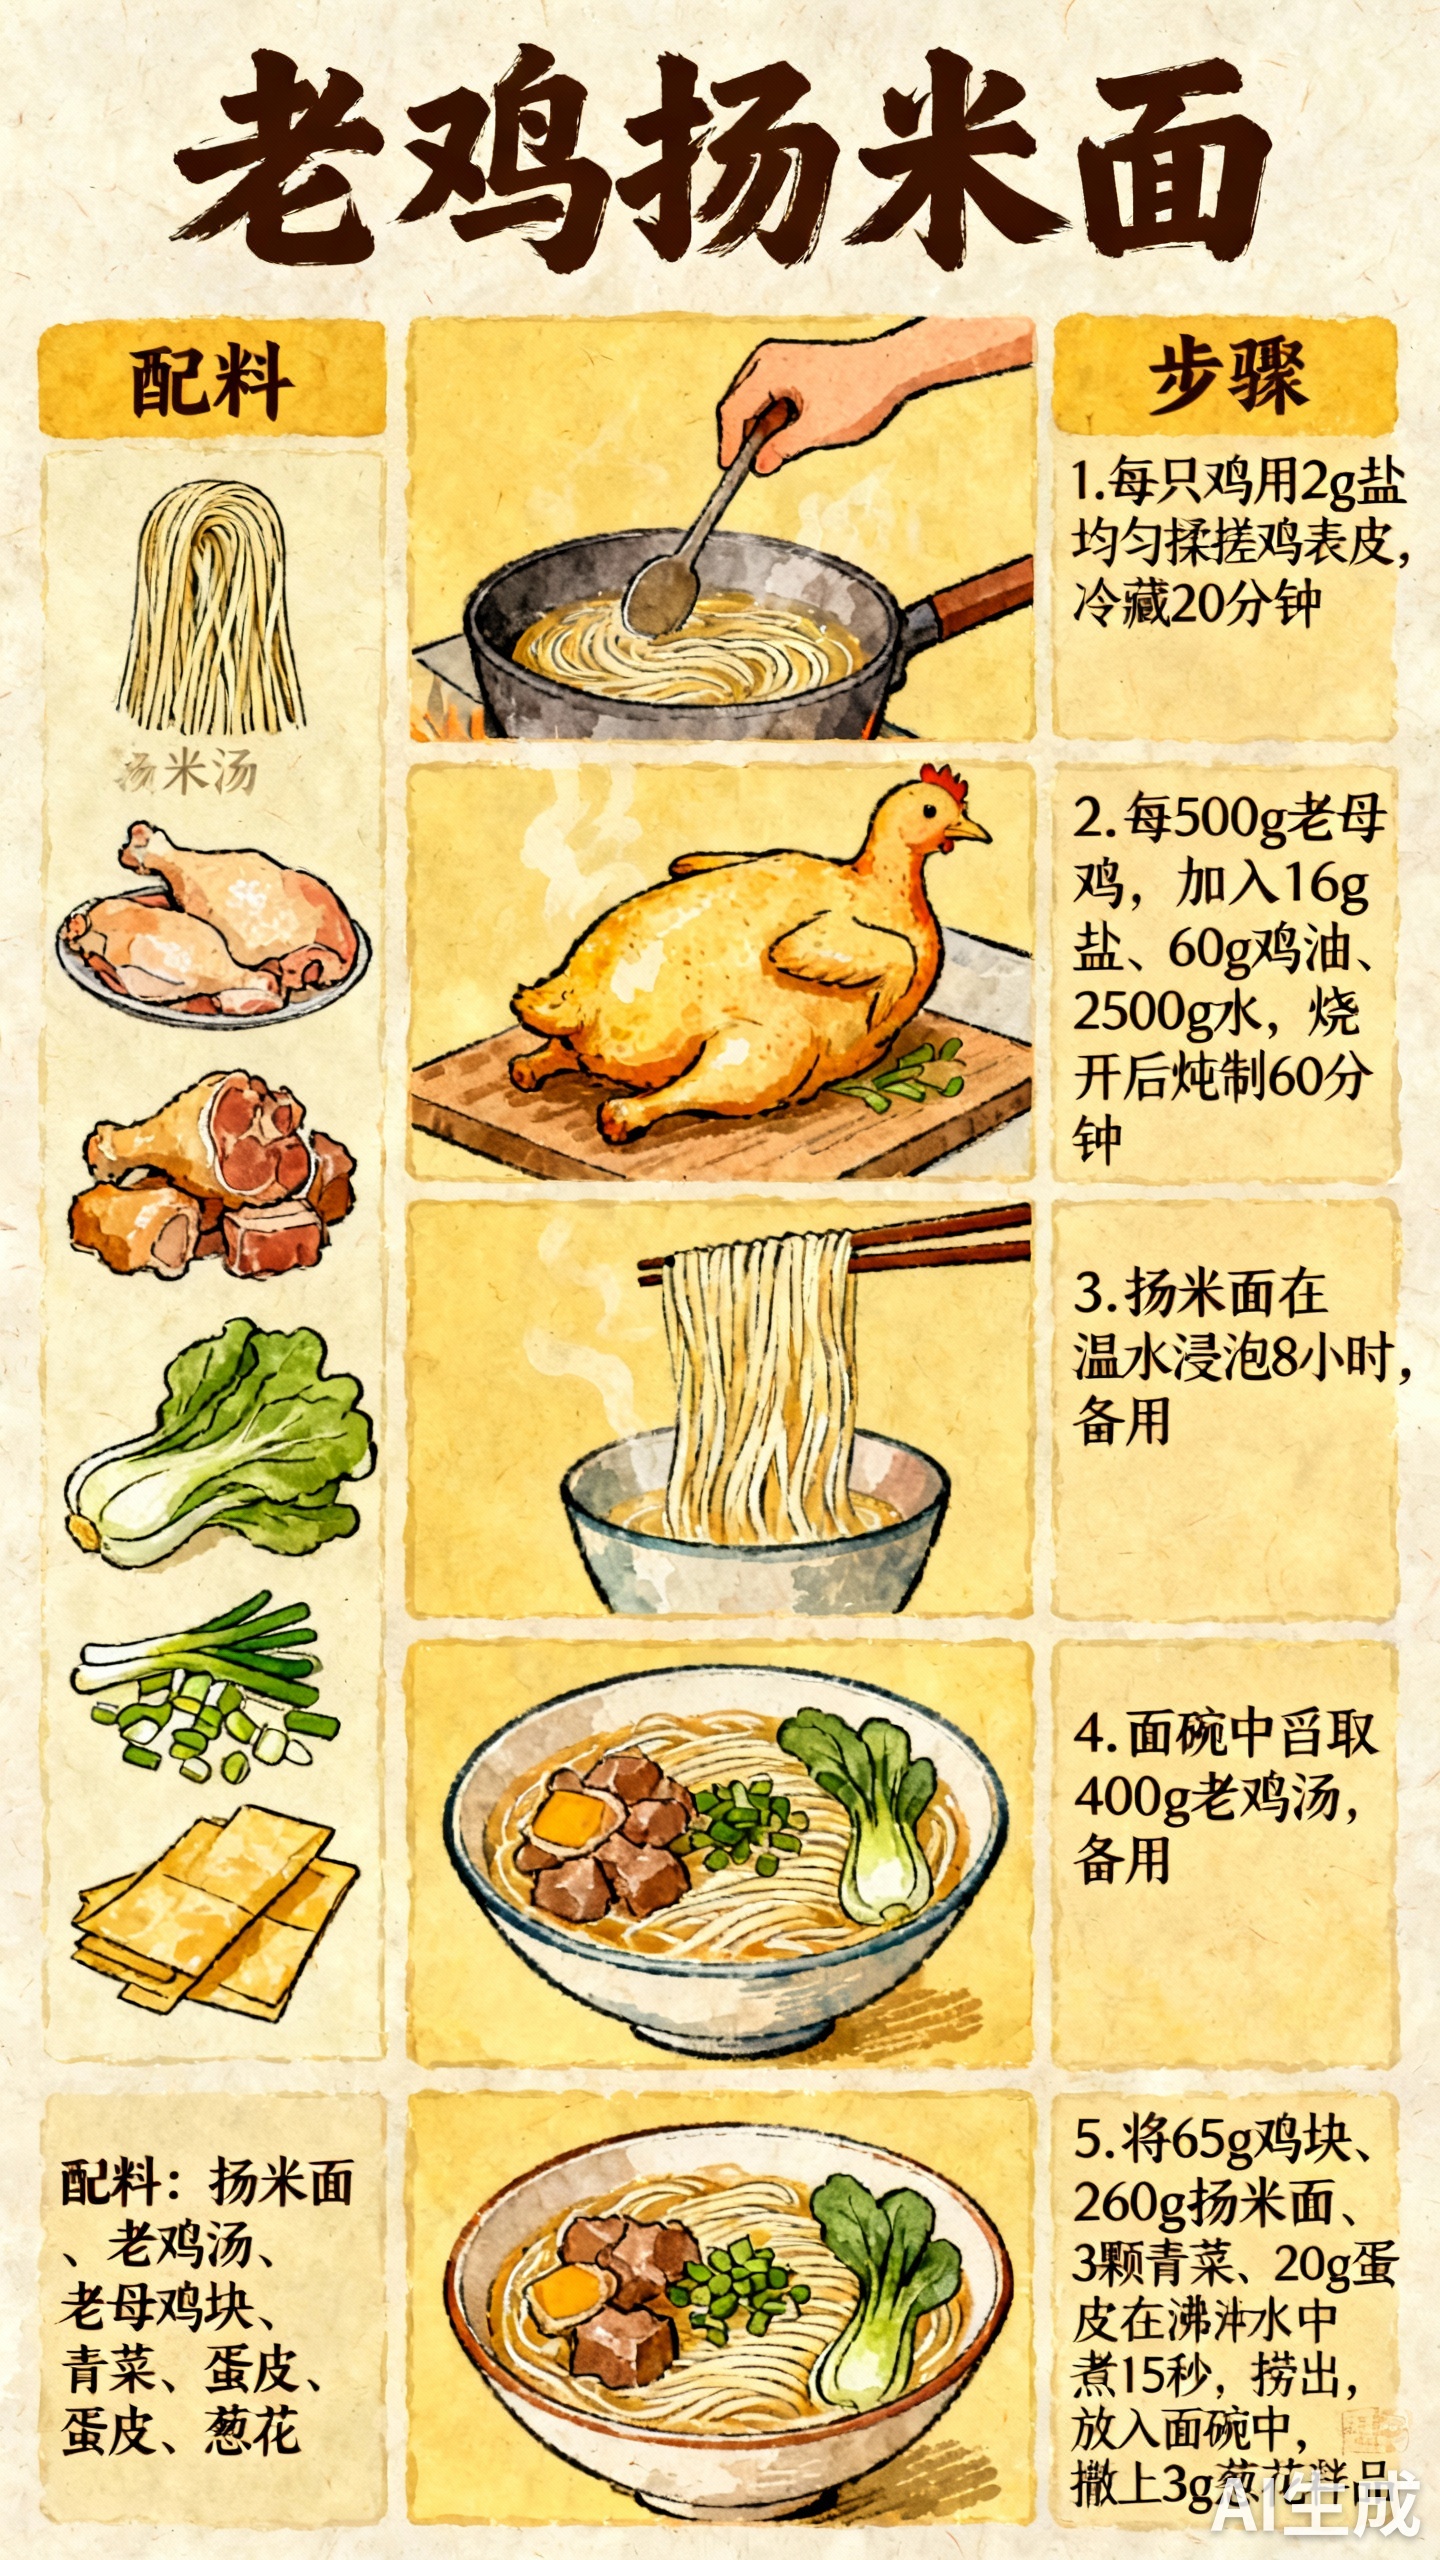 老鸡扬米面
配料
扬米汤
配料：扬米面
、老鸡汤、
老母鸡块、
青菜、蛋皮、
蛋皮、葱花
步骤
1.每只鸡用2g盐
均匀揉搓鸡表皮，
冷藏20分钟
2.每500g老母
鸡，加入16g
盐、60g鸡油、
2500g水，烧
开后炖制60分
钟
3.扬米面在
温水浸泡8小时，
备用
4.面碗中舀取
400g老鸡汤，
备用
5.将65g鸡块、
260g扬米面、
3颗青菜、20g蛋
皮在沸水中
煮15秒，捞出，
放入面碗中，
撒上3g葱花
AI生成